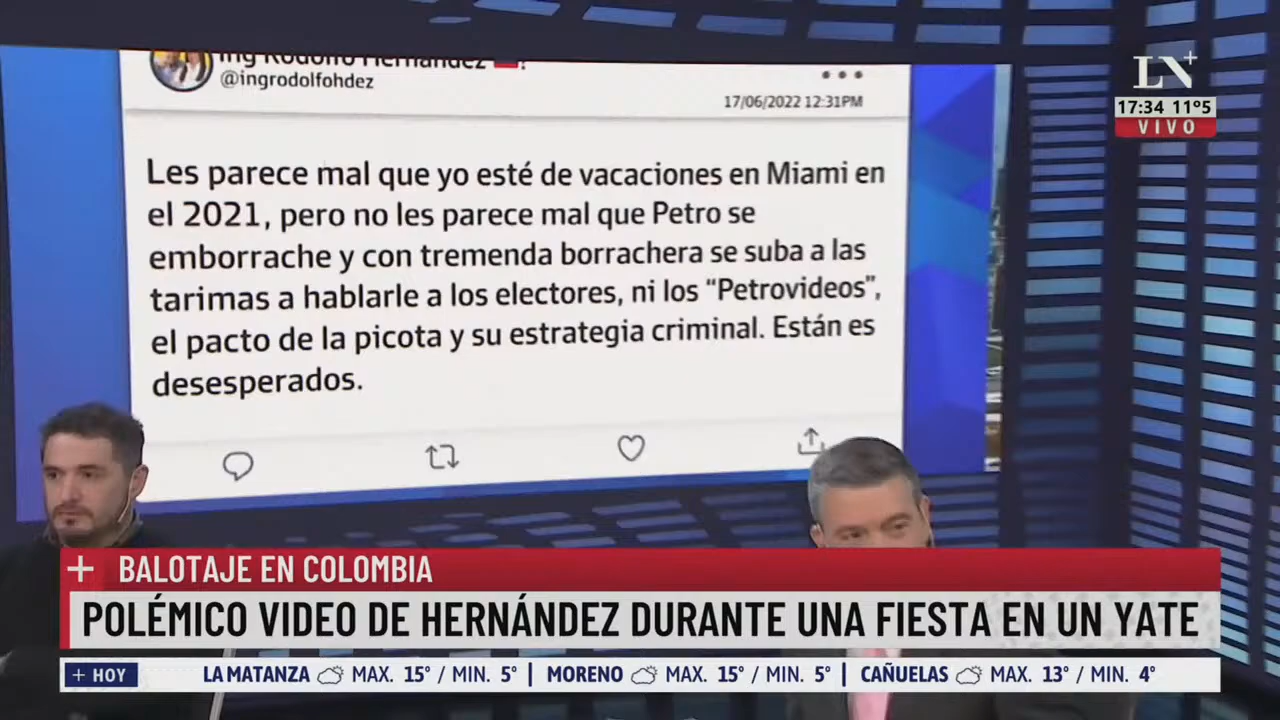 Ing Rodolfo Hernández
@ingrodolfohdez
17/06/2022 12:31PM
LN+
17:34 11°5
VIVO
Les parece mal que yo esté de vacaciones en Miami en
el 2021, pero no les parece mal que Petro se
emborrache y con tremenda borrachera se suba a las
tarimas a hablarle a los electores, ni los “Petrovideos”,
el pacto de la picota y su estrategia criminal. Están es
desesperados.
+ BALOTAJE EN COLOMBIA
POLÉMICO VIDEO DE HERNÁNDEZ DURANTE UNA FIESTA EN UN YATE
+ HOY LA MATANZA MAX. 15° / MIN. 5° | MORENO MAX. 15° / MIN. 5° | CAÑUELAS MAX. 13° / MIN. 4°